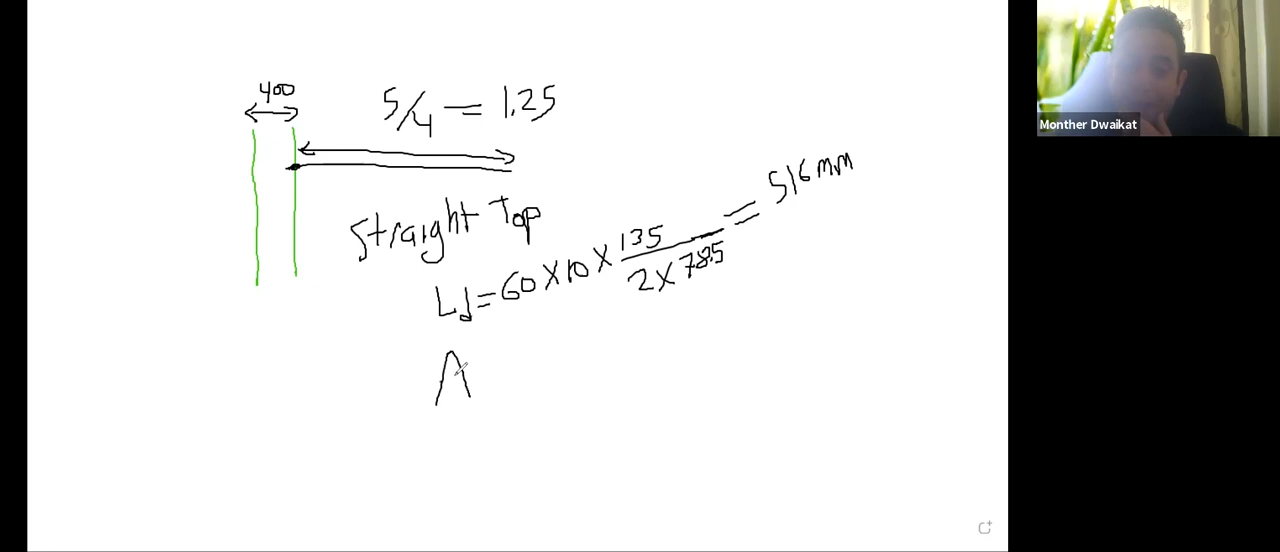 400
5/4 = 1.25
Straight Top
Ld = 60 × 10 × 135 / 2 × 78.5 = 516 mm
A
Monther Dwaikat